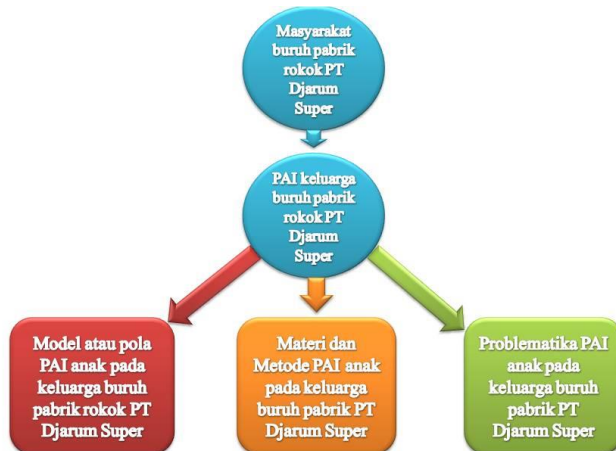 Masyarakat
buruh pabrik
rokok PT
Djarum
Super
PAI keluarga
buruh pabrik
rokok PT
Djarum
Super
Model atau pola
PAI anak pada
keluarga buruh
pabrik rokok PT
Djarum Super
Materi dan
Metode PAI anak
pada keluarga
buruh pabrik PT
Djarum Super
Problematika PAI
anak pada
keluarga buruh
pabrik PT
Djarum Super